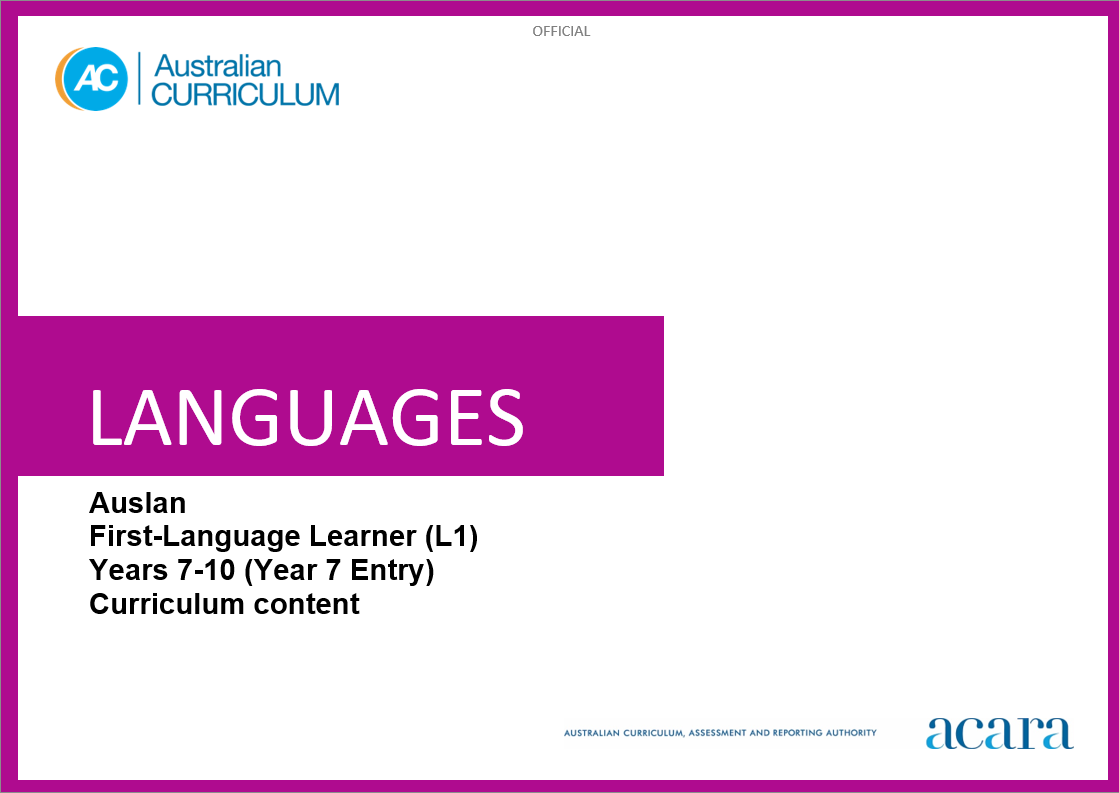 OFFICIAL
AC
Australian
CURRICULUM
LANGUAGES
Auslan
First-Language Learner (L1)
Years 7-10 (Year 7 Entry)
Curriculum content
AUSTRALIAN CURRICULUM, ASSESSMENT AND REPORTING AUTHORITY
acara